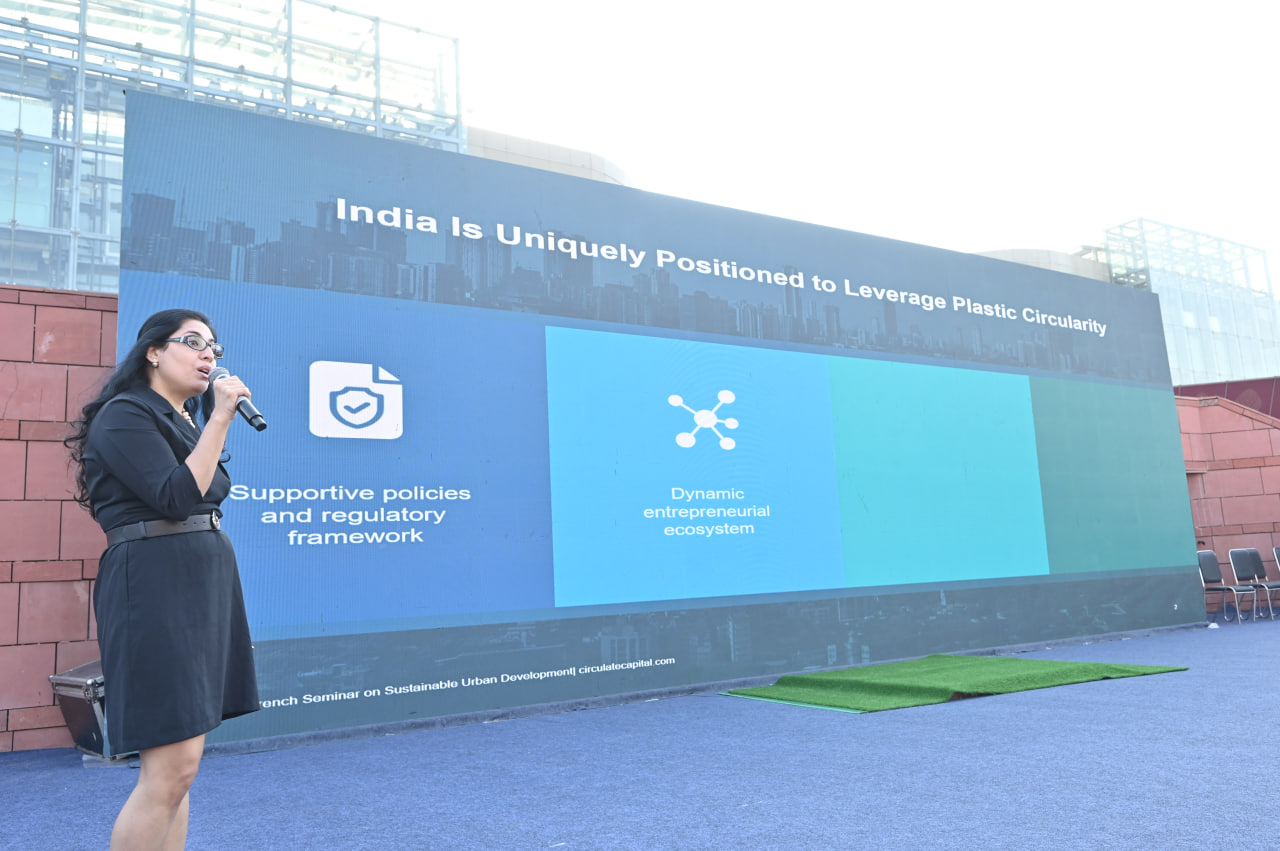 India Is Uniquely Positioned to Leverage Plastic Circularity
Supportive policies
and regulatory
framework
Dynamic
entrepreneurial
ecosystem
Seminar on Sustainable Urban Development| circulatecapital.com
2